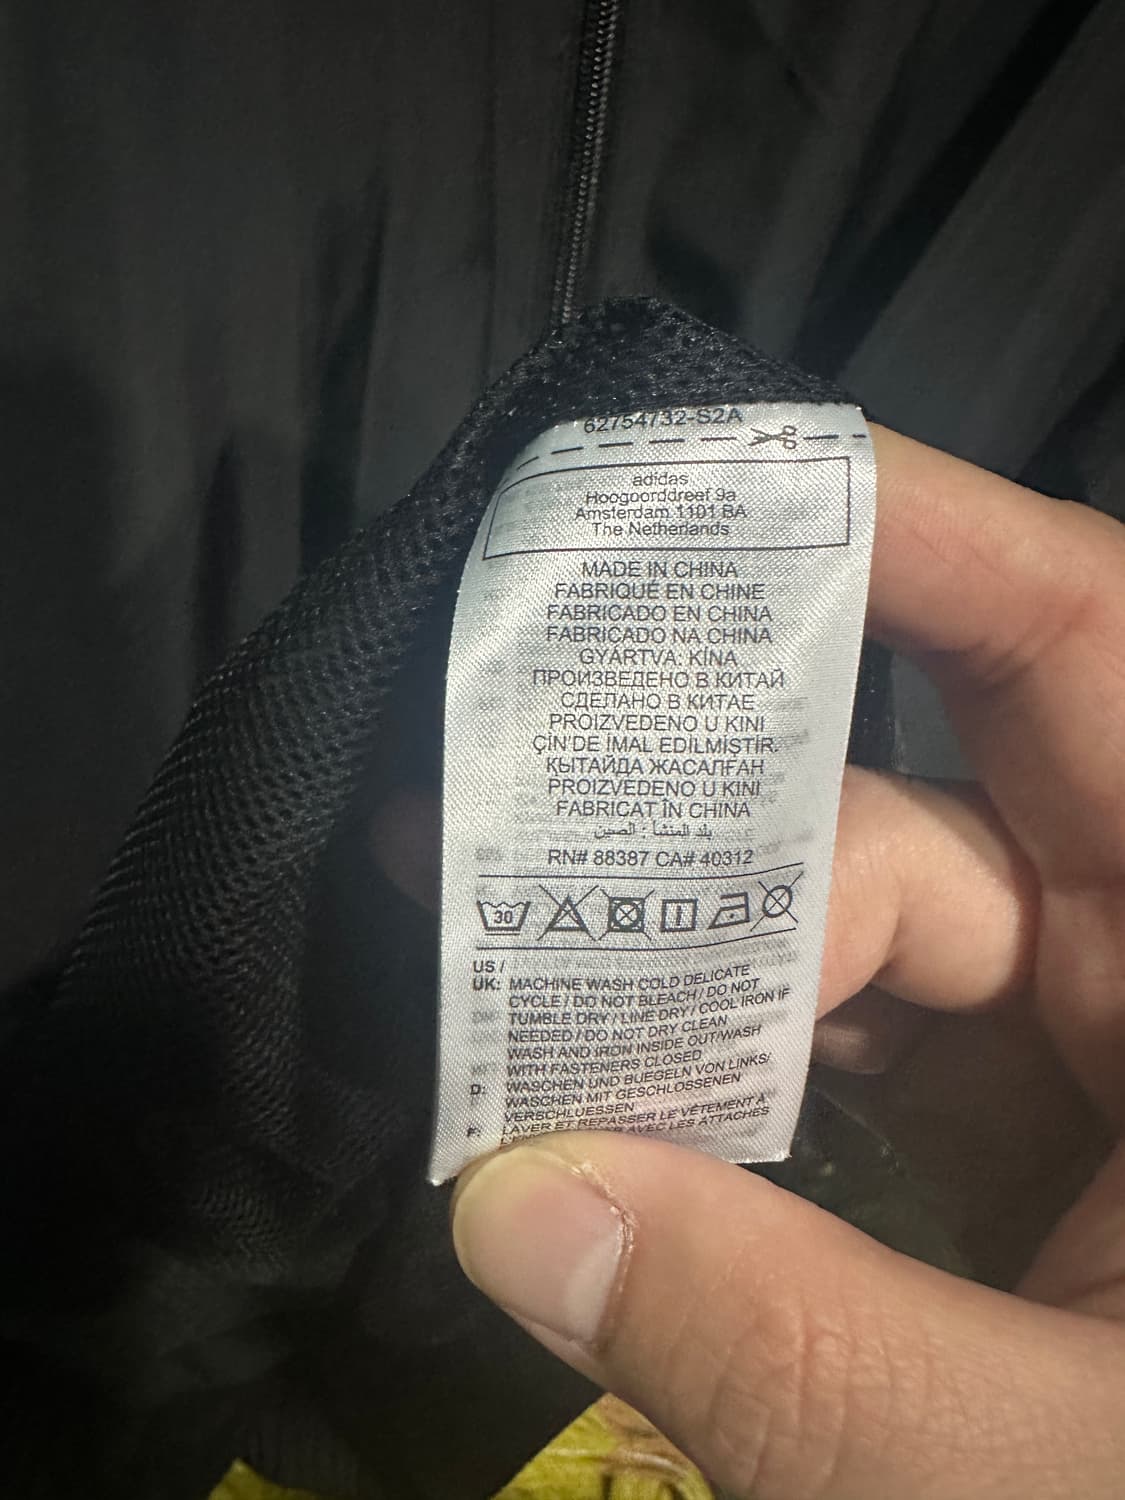 62754732-S2A
adidas
Hoogoorddreef 9a
Amsterdam 1101 BA
The Netherlands
MADE IN CHINA
FABRIQUÉ EN CHINE
FABRICADO EN CHINA
FABRICADO NA CHINA
GYÁRTVA: KÍNA
ПРОИЗВЕДЕНО В КИТАЙ
СДЕЛАНО В КИТАЕ
PROIZVEDENO U KINI
ÇİN'DE İMAL EDİLMİŞTİR.
ҚЫТАЙДА ЖАСАЛҒАН
PROIZVEDENO U KINI
FABRICAT ÎN CHINA
بلد المنشأ : الصين
RN# 88387 CA# 40312
30
US /
UK: MACHINE WASH COLD DELICATE
CYCLE / DO NOT BLEACH / DO NOT
TUMBLE DRY / LINE DRY / COOL IRON IF
NEEDED / DO NOT DRY CLEAN
WASH AND IRON INSIDE OUT/WASH
WITH FASTENERS CLOSED
D: WASCHEN UND BUEGELN VON LINKS/
WASCHEN MIT GESCHLOSSENEN
VERSCHLUESSEN
F: LAVER ET REPASSER LE VÊTEMENT À
AVEC LES ATTACHES